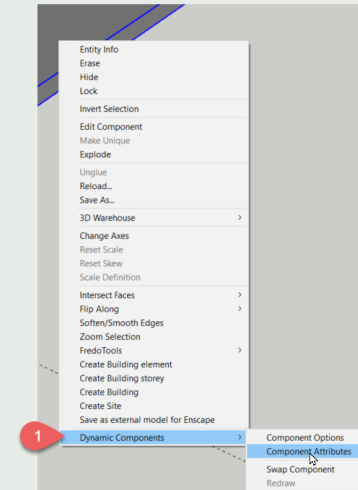 Entity Info
Erase
Hide
Lock
Invert Selection
Edit Component
Make Unique
Explode
Unglue
Reload...
Save As...
3D Warehouse
Change Axes
Reset Scale
Reset Skew
Scale Definition
Intersect Faces
Flip Along
Soften/Smooth Edges
Zoom Selection
FredoTools
Create Building element
Create Building storey
Create Building
Create Site
Save as external model for Enscape
1 Dynamic Components
Component Options
Component Attributes
Swap Component
Redraw